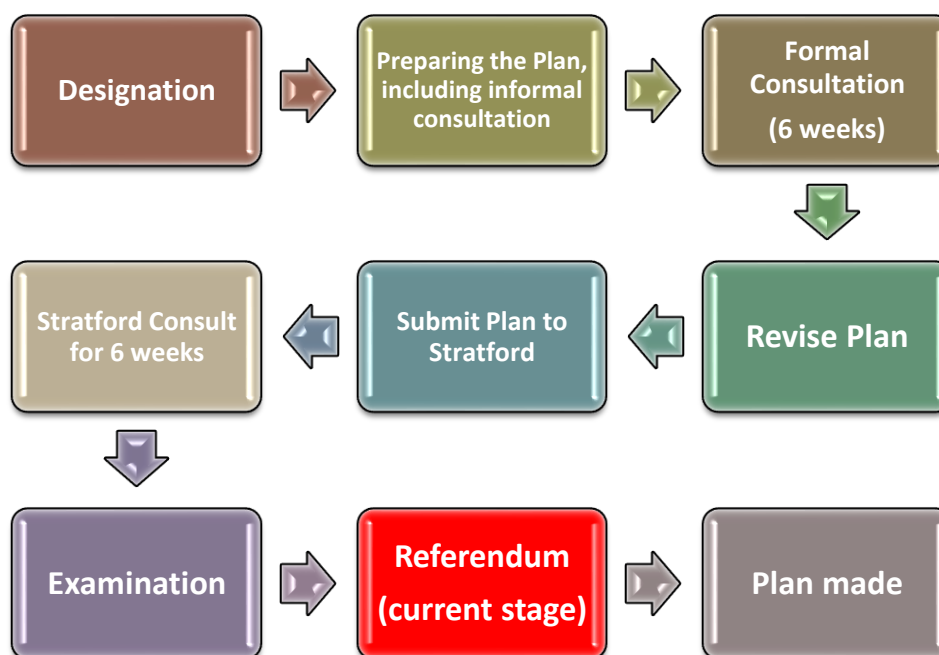 Designation
Preparing the Plan,
including informal
consultation
Formal
Consultation
(6 weeks)
Revise Plan
Submit Plan to
Stratford
Stratford Consult
for 6 weeks
Examination
Referendum
(current stage)
Plan made